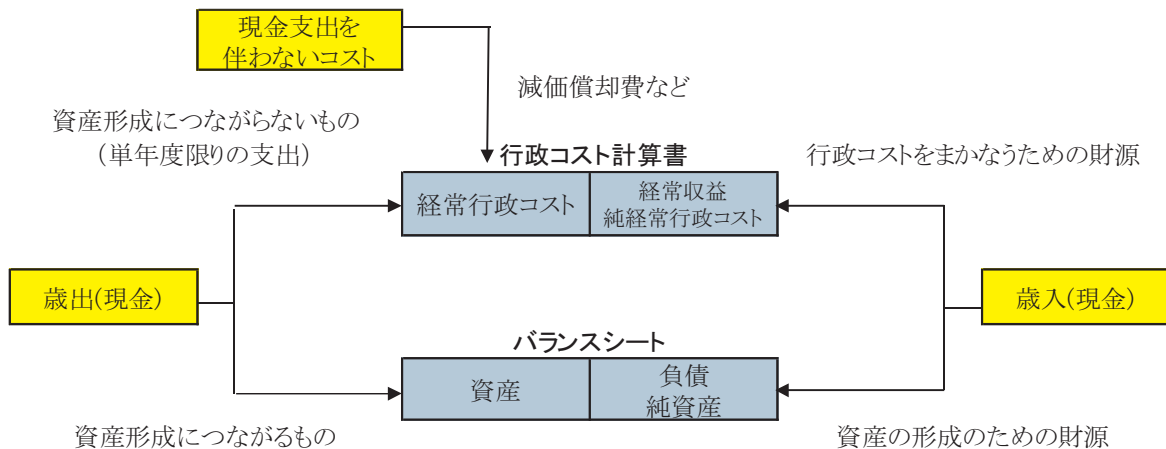 現金支出を
伴わないコスト
減価償却費など
資産形成につながらないもの
（単年度限りの支出）
行政コスト計算書
行政コストをまかなうための財源
経常行政コスト
経常収益
純経常行政コスト
歳出(現金)
歳入(現金)
バランスシート
資産
負債
純資産
資産形成につながるもの
資産の形成のための財源